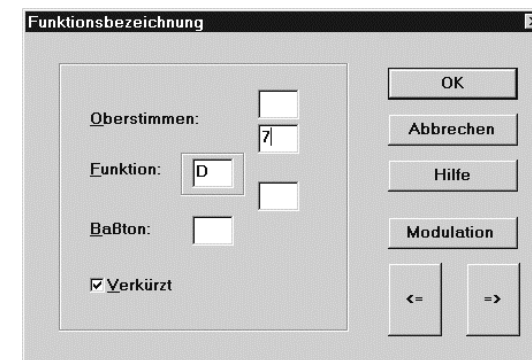 Funktionsbezeichnung
Oberstimmen:
7
Funktion:
D
Baßton:
Verkürzt
OK
Abbrechen
Hilfe
Modulation
<=
=>